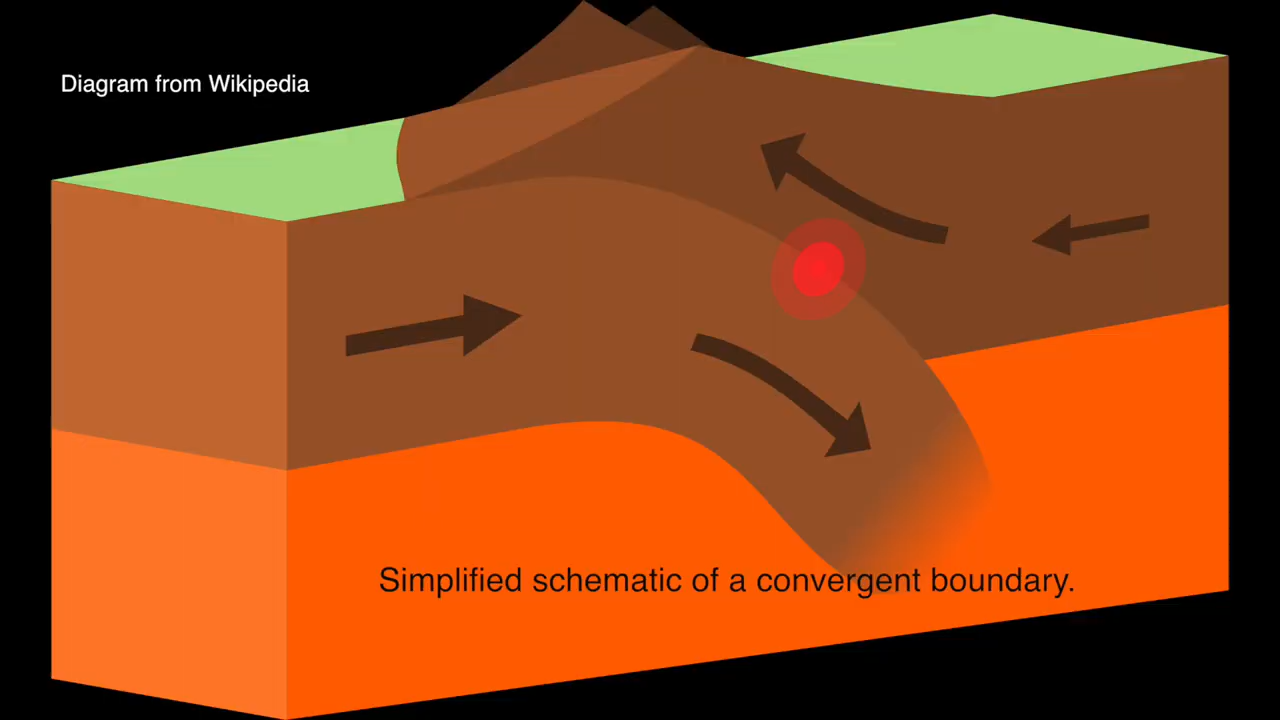 Diagram from Wikipedia
Simplified schematic of a convergent boundary.